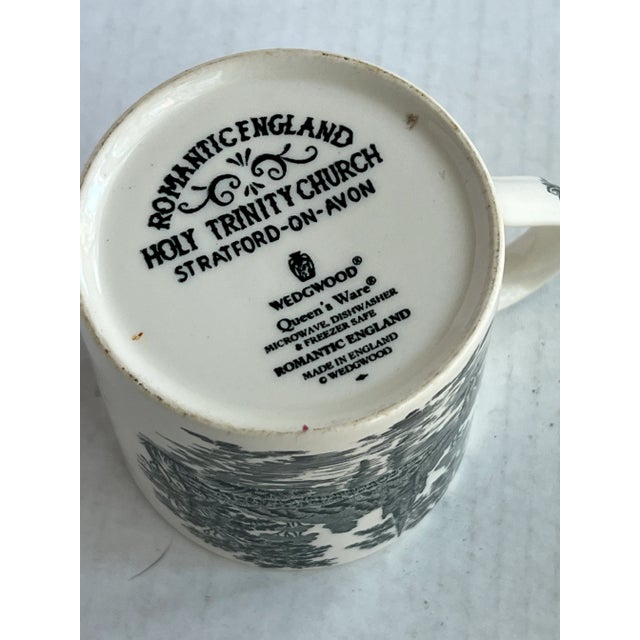 ROMANTIC ENGLAND
HOLY TRINITY CHURCH
STRATFORD-ON-AVON
WEDGWOOD®
Queen's Ware®
MICROWAVE, DISHWASHER
& FREEZER SAFE
ROMANTIC ENGLAND
MADE IN ENGLAND
© WEDGWOOD